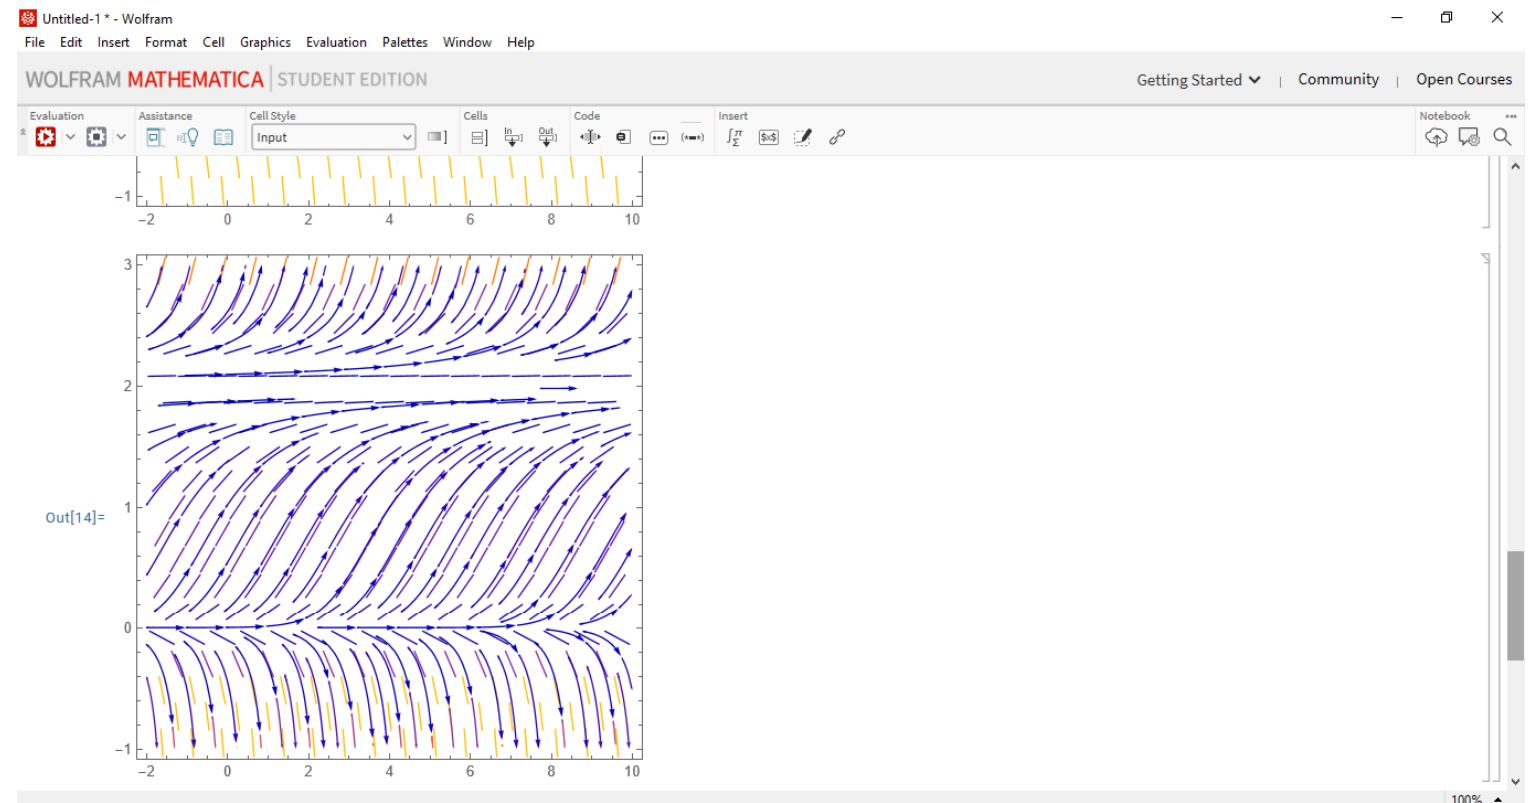 Untitled-1 * - Wolfram
File Edit Insert Format Cell Graphics Evaluation Palettes Window Help
WOLFRAM MATHEMATICA | STUDENT EDITION
Getting Started | Community | Open Courses
Evaluation Assistance Cell Style Cells Code Insert Notebook
Input
In Out
-1
-2 0 2 4 6 8 10
3
2
1
Out[14]=
0
-1
-2 0 2 4 6 8 10
100%